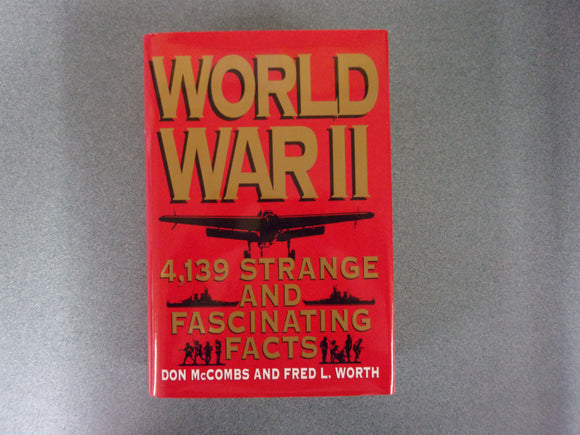 WORLD
WAR II
4,139 STRANGE
AND
FASCINATING
FACTS
DON McCOMBS AND FRED L. WORTH